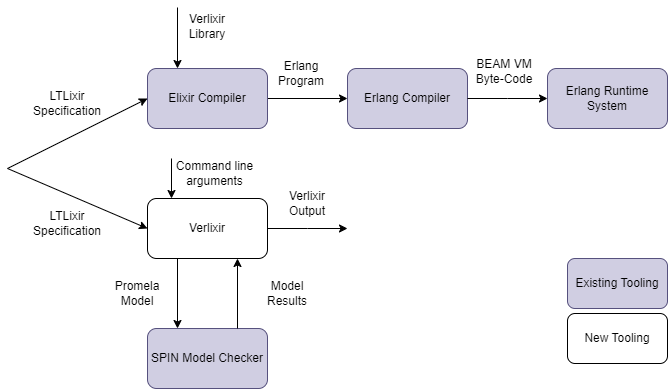 Verlixir
Library
LTLixir
Specification
Elixir Compiler
Erlang
Program
Erlang Compiler
BEAM VM
Byte-Code
Erlang Runtime
System
Command line
arguments
LTLixir
Specification
Verlixir
Verlixir
Output
Promela
Model
Model
Results
SPIN Model Checker
Existing Tooling
New Tooling